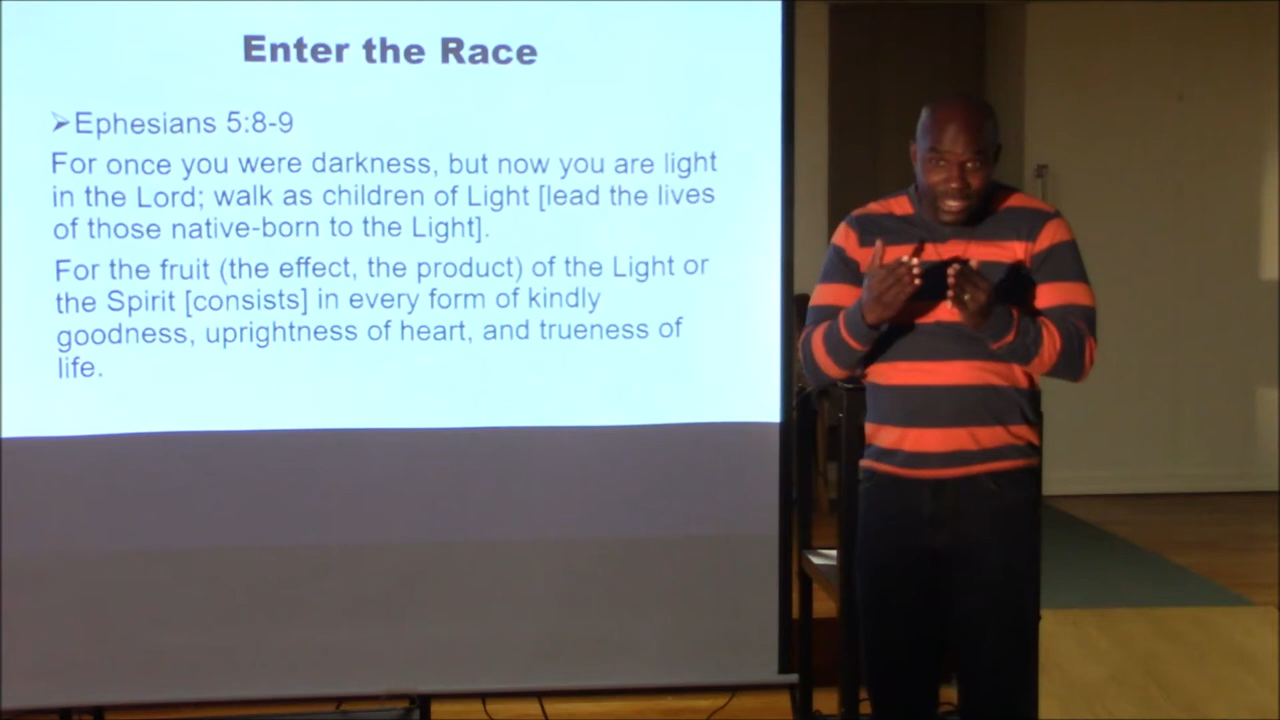 Enter the Race
➢Ephesians 5:8-9
For once you were darkness, but now you are light
in the Lord; walk as children of Light [lead the lives
of those native-born to the Light].
For the fruit (the effect, the product) of the Light or
the Spirit [consists] in every form of kindly
goodness, uprightness of heart, and trueness of
life.